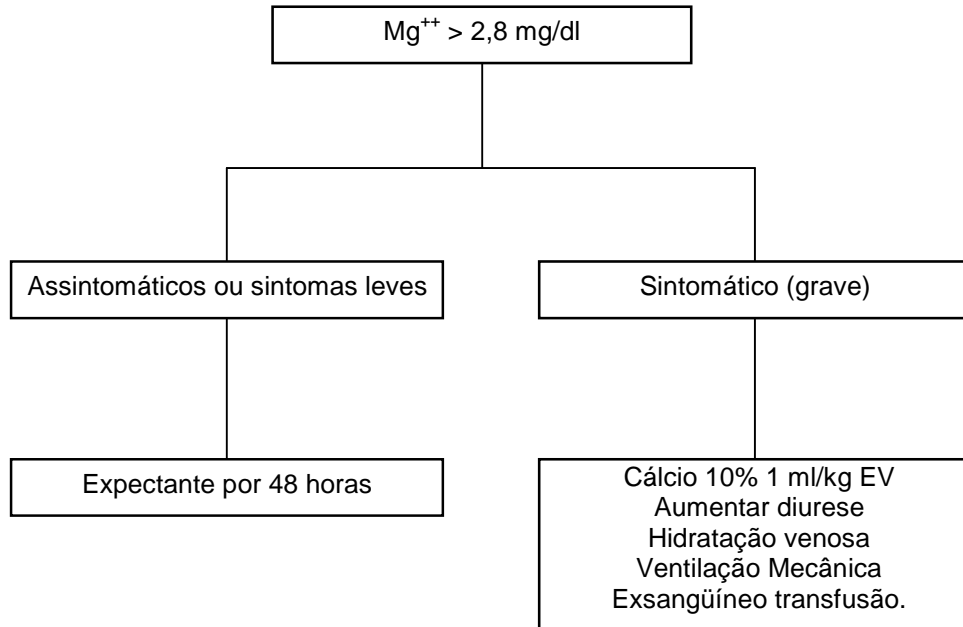 Mg++ > 2,8 mg/dl
Assintomáticos ou sintomas leves
Sintomático (grave)
Expectante por 48 horas
Cálcio 10% 1 ml/kg EV
Aumentar diurese
Hidratação venosa
Ventilação Mecânica
Exsangüíneo transfusão.